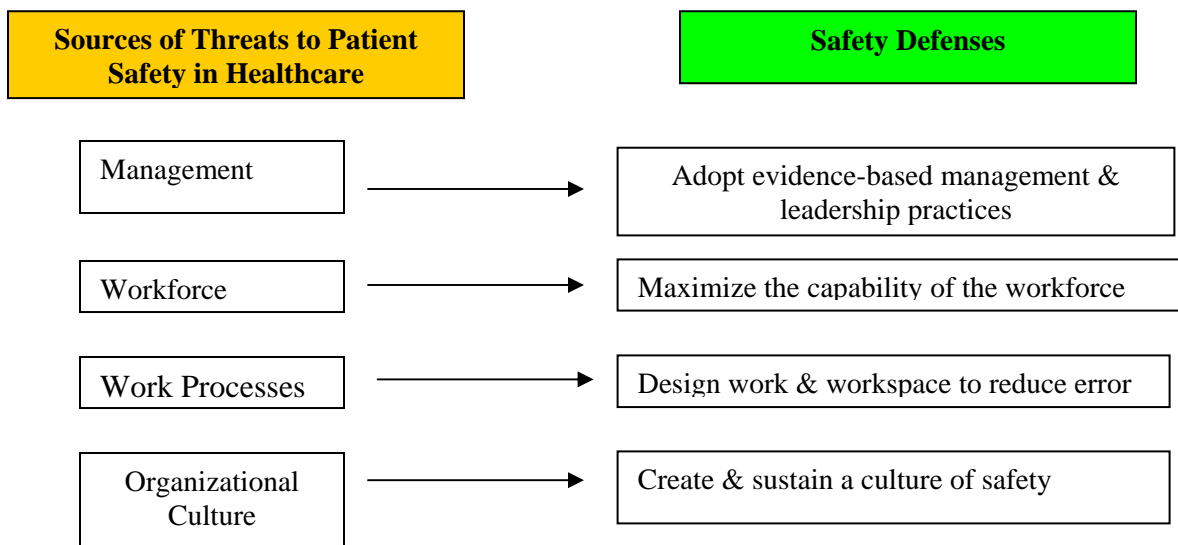 Sources of Threats to Patient
Safety in Healthcare
Safety Defenses
Management
Adopt evidence-based management &
leadership practices
Workforce
Maximize the capability of the workforce
Work Processes
Design work & workspace to reduce error
Organizational
Culture
Create & sustain a culture of safety